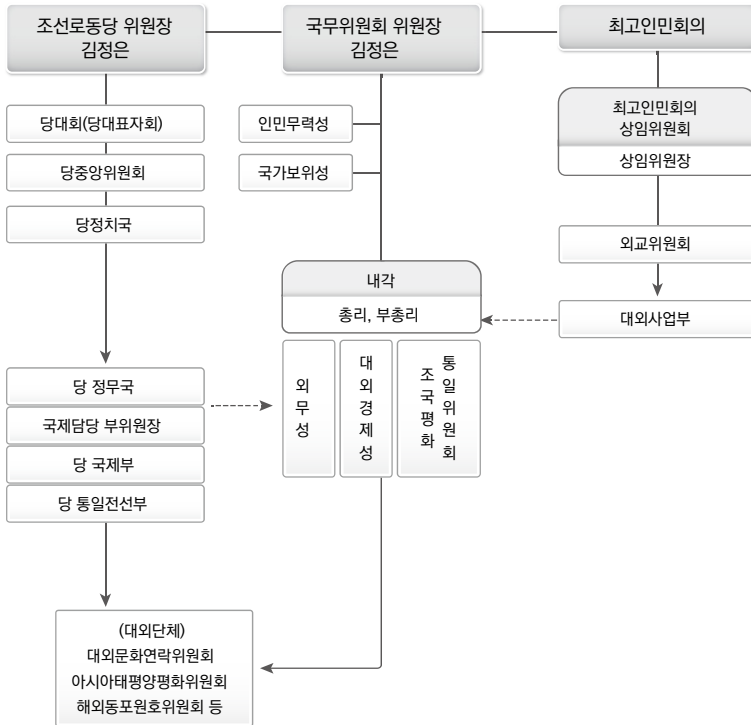 조선로동당 위원장
김정은
국무위원회 위원장
김정은
최고인민회의
당대회(당대표자회)
당중앙위원회
당정치국
인민무력성
국가보위성
최고인민회의
상임위원회
상임위원장
외교위원회
대외사업부
내각
총리, 부총리
외무성
대외경제성
조국평화
통일위원회
당 정무국
국제담당 부위원장
당 국제부
당 통일전선부
(대외단체)
대외문화연락위원회
아시아태평양평화위원회
해외동포원호위원회 등